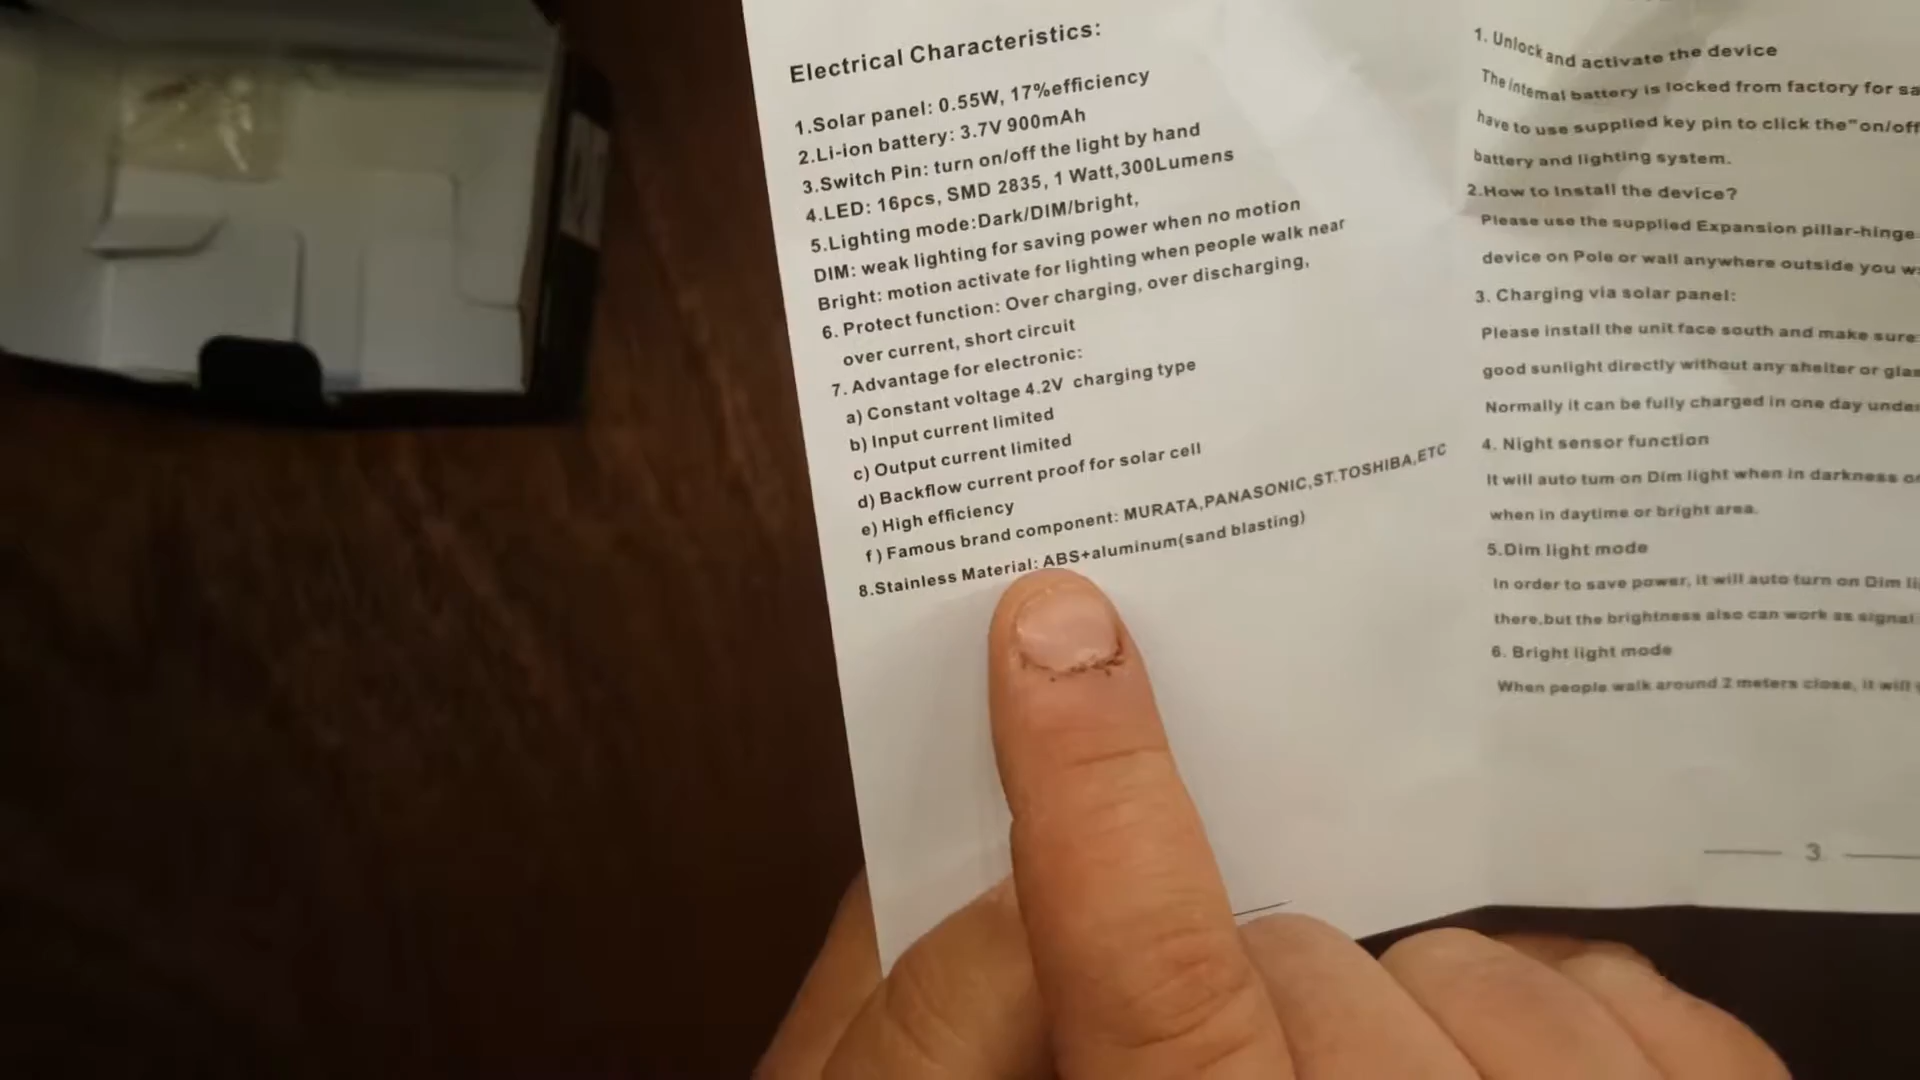 Electrical Characteristics:
1.Solar panel: 0.55W, 17%efficiency
2.Li-ion battery: 3.7V 900mAh
3.Switch Pin: turn on/off the light by hand
4.LED: 16pcs, SMD 2835, 1 Watt,300Lumens
5.Lighting mode:Dark/DIM/bright,
DIM: weak lighting for saving power when no motion
Bright: motion activate for lighting when people walk near
6. Protect function: Over charging, over discharging,
over current, short circuit
7. Advantage for electronic:
a) Constant voltage 4.2V charging type
b) Input current limited
c) Output current limited
d) Backflow current proof for solar cell
e) High efficiency
f) Famous brand component: MURATA,PANASONIC,ST.TOSHIBA,ETC
8.Stainless Material: ABS+aluminum(sand blasting)
1. Unlock and activate the device
The internal battery is locked from factory for
have to use supplied key pin to click the"on/off
battery and lighting system.
2.How to Install the device?
Please use the supplied Expansion pillar-hinge
device on Pole or wall anywhere outside you
3. Charging via solar panel:
Please install the unit face south and make sure
good sunlight directly without any shelter or
Normally it can be fully charged in one day
4. Night sensor function
It will auto turn on Dim light when in darkness
when in daytime or bright area.
5.Dim light mode
In order to save power, it will auto turn on Dim
there,but the brightness also can work as signal
6. Bright light mode
When people walk around 2 meters close, it will
3